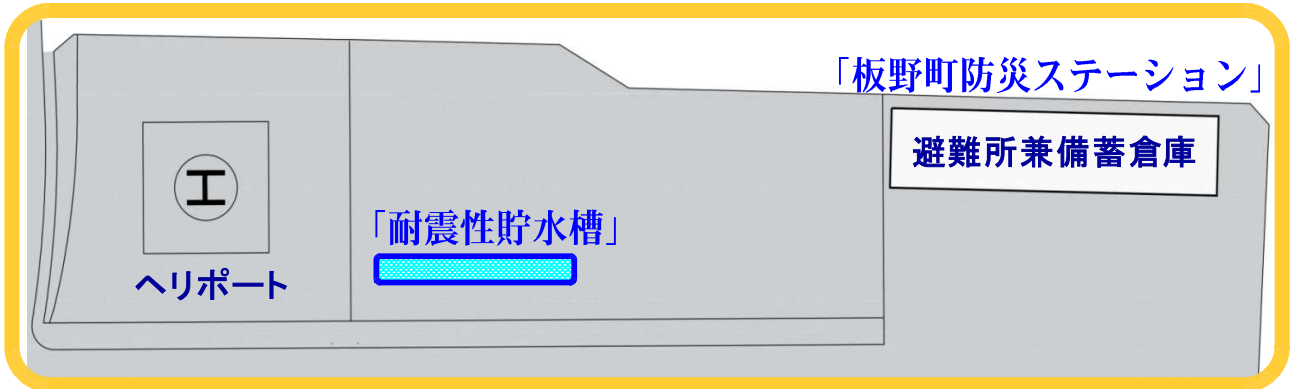 「板野町防災ステーション」
避難所兼備蓄倉庫
H
「耐震性貯水槽」
ヘリポート